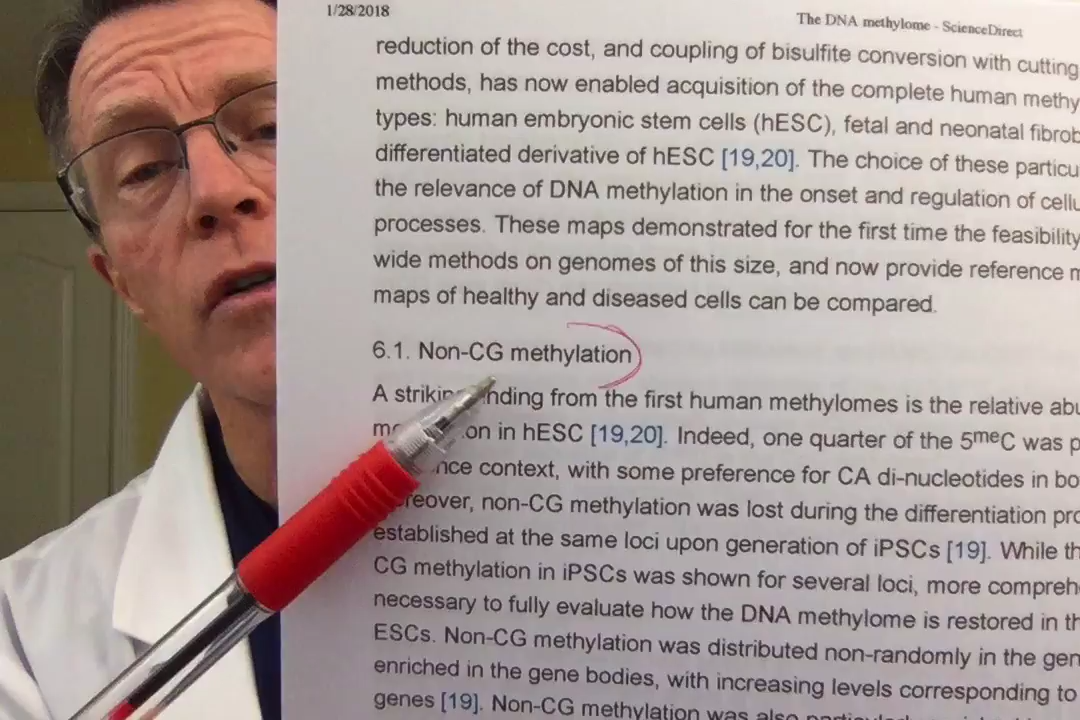 1/28/2018
The DNA methylome - ScienceDirect
reduction of the cost, and coupling of bisulfite conversion with cutting
methods, has now enabled acquisition of the complete human methy
types: human embryonic stem cells (hESC), fetal and neonatal fibrob
differentiated derivative of hESC [19,20]. The choice of these particu
the relevance of DNA methylation in the onset and regulation of cellu
processes. These maps demonstrated for the first time the feasibility
wide methods on genomes of this size, and now provide reference m
maps of healthy and diseased cells can be compared.
6.1. Non-CG methylation
A striking finding from the first human methylomes is the relative abu
on in hESC [19,20]. Indeed, one quarter of the 5meC was p
nce context, with some preference for CA di-nucleotides in bo
reover, non-CG methylation was lost during the differentiation pro
established at the same loci upon generation of iPSCs [19]. While th
CG methylation in iPSCs was shown for several loci, more comprehe
necessary to fully evaluate how the DNA methylome is restored in th
ESCs. Non-CG methylation was distributed non-randomly in the gen
enriched in the gene bodies, with increasing levels corresponding to
genes [19]. Non-CG methylation was also particular